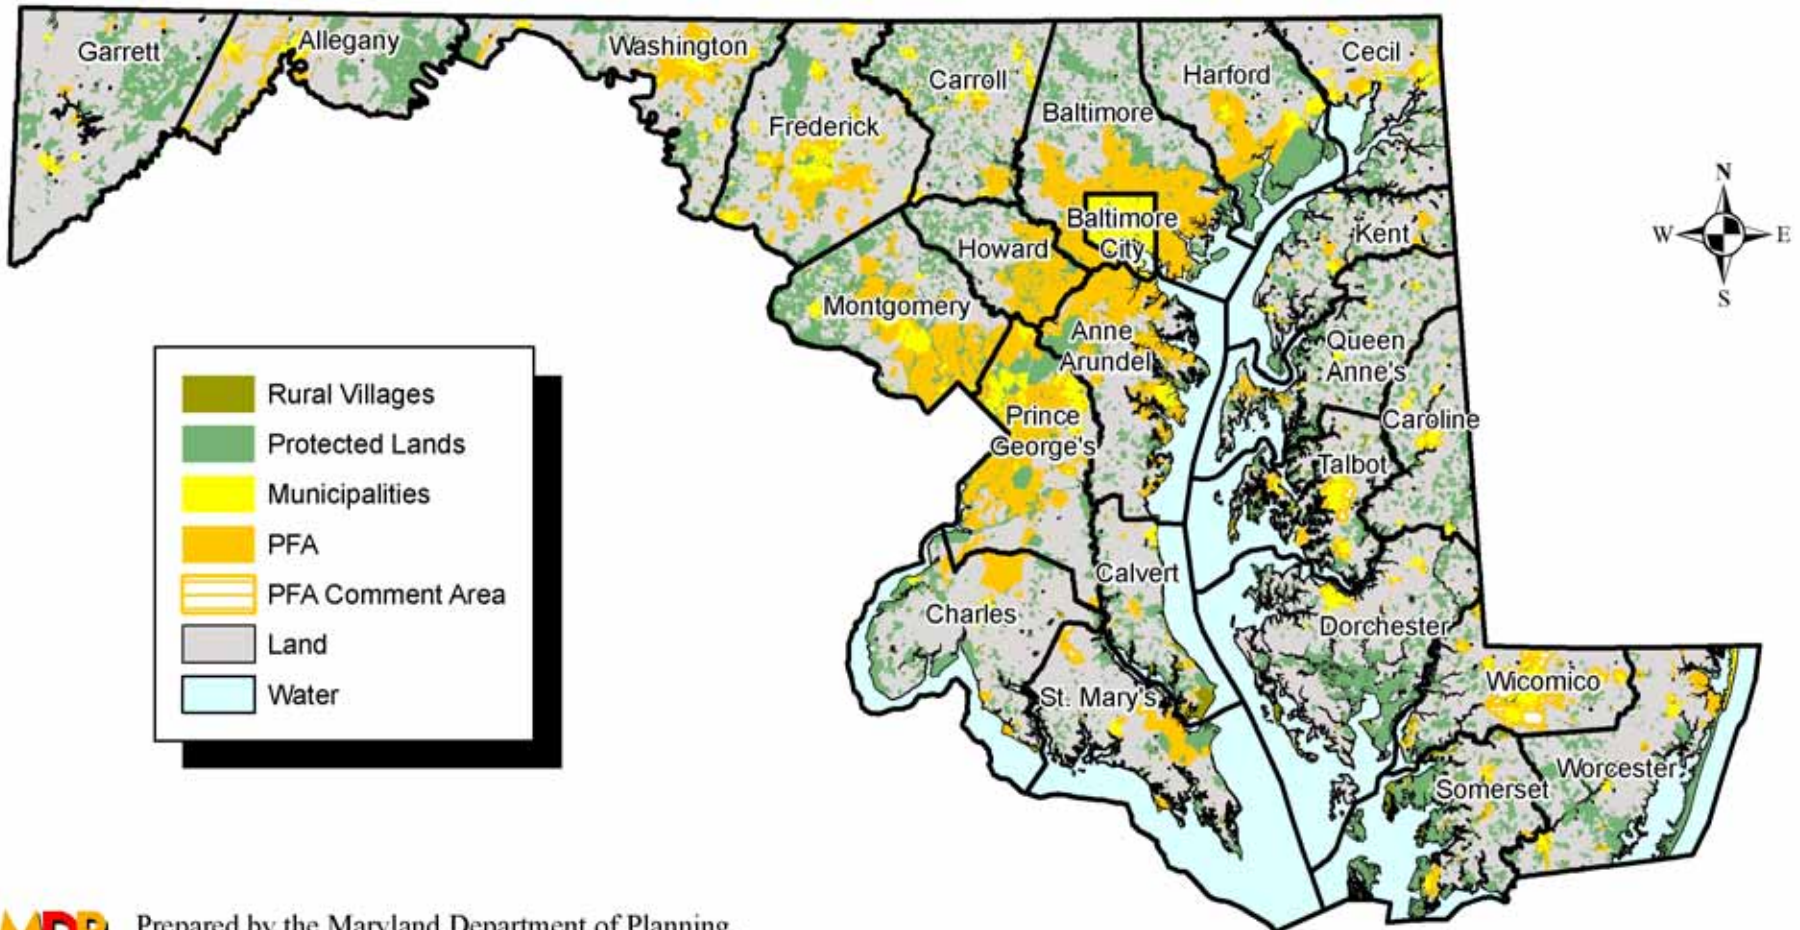 Garrett
Allegany
Washington
Frederick
Carroll
Baltimore
Harford
Cecil
Baltimore
City
Howard
Kent
Montgomery
Anne
Arundel
Queen
Anne's
Prince
George's
Caroline
Talbot
Calvert
Charles
Dorchester
St. Mary's
Wicomico
Worcester
Somerset
N
W
E
S
Rural Villages
Protected Lands
Municipalities
PFA
PFA Comment Area
Land
Water
MDP
Prepared by the Maryland Department of Planning